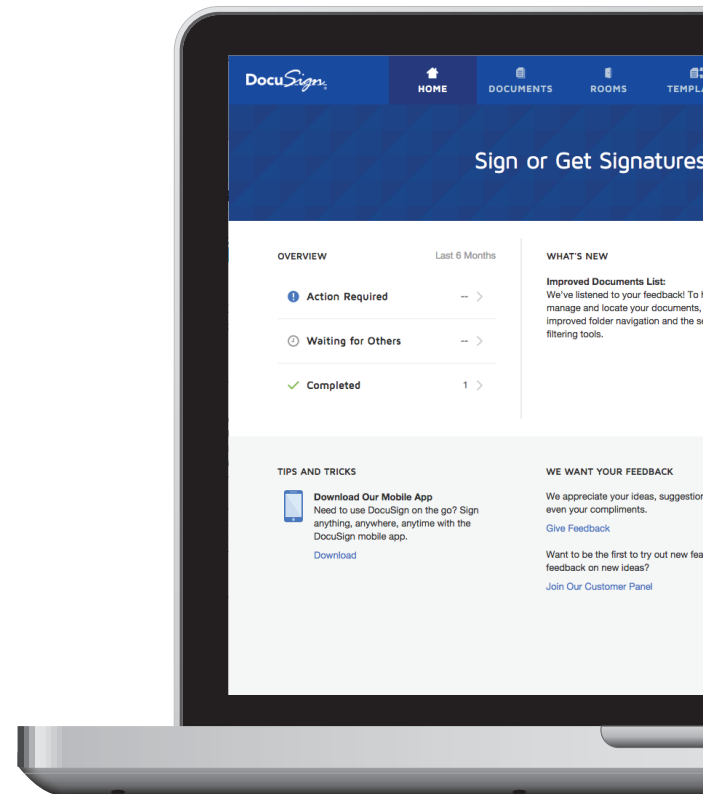 DocuSign
HOME
DOCUMENTS
ROOMS
Sign or Get Signatures
OVERVIEW
Last 6 Months
Action Required
-- >
Waiting for Others
-- >
Completed
1 >
WHAT'S NEW
Improved Documents List:
We've listened to your feedback! To
manage and locate your documents,
improved folder navigation and the
filtering tools.
TIPS AND TRICKS
Download Our Mobile App
Need to use DocuSign on the go? Sign
anything, anywhere, anytime with the
DocuSign mobile app.
Download
WE WANT YOUR FEEDBACK
We appreciate your ideas,
even your compliments.
Give Feedback
Want to be the first to try out new
feedback on new ideas?
Join Our Customer Panel